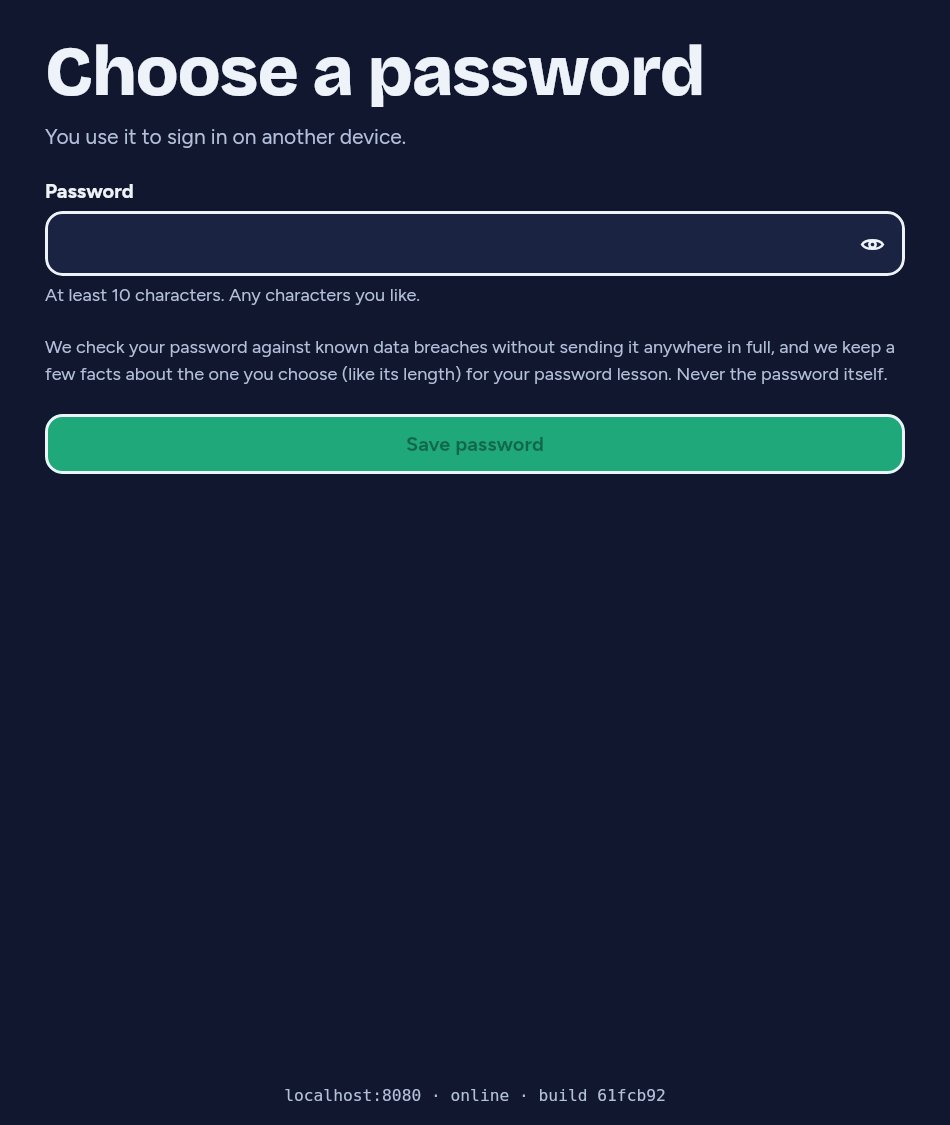 Choose a password
You use it to sign in on another device.
Password
At least 10 characters. Any characters you like.
We check your password against known data breaches without sending it anywhere in full, and we keep a
few facts about the one you choose (like its length) for your password lesson. Never the password itself.
Save password
localhost:8080 · online · build 61fcb92